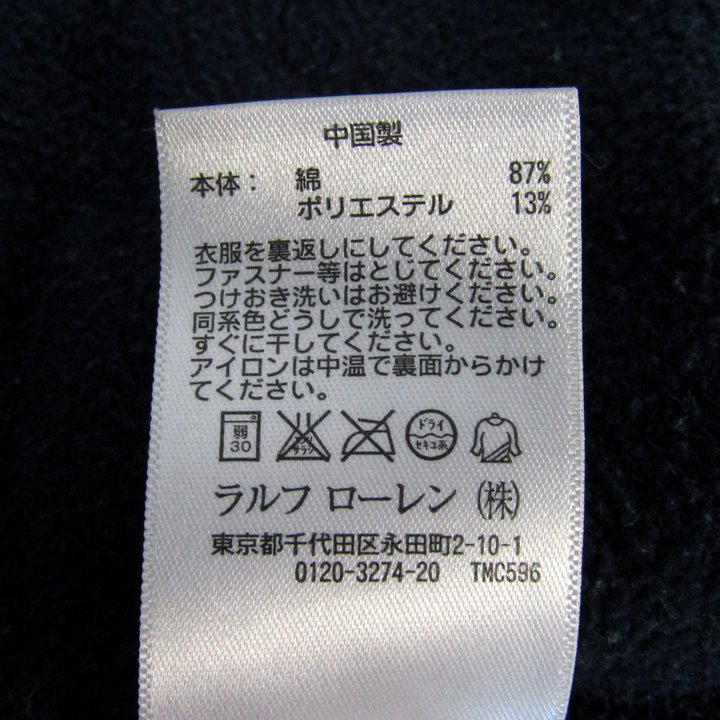 中国製
本体： 綿 87%
ポリエステル 13%
衣服を裏返しにしてください。
ファスナー等はとじてください。
つけおき洗いはお避けください。
同系色どうしで洗ってください。
すぐに干してください。
アイロンは中温で裏面からかけ
てください。
弱 30 エンソ サラシ ドライ セキユ系
ラルフ ローレン ㈱
東京都千代田区永田町2-10-1
0120-3274-20 TMC596